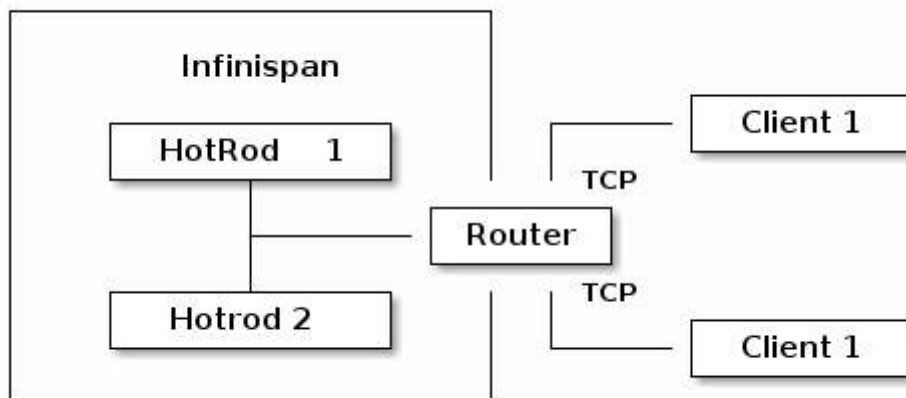 Infinispan
HotRod 1
Client 1
TCP
Router
TCP
Hotrod 2
Client 1